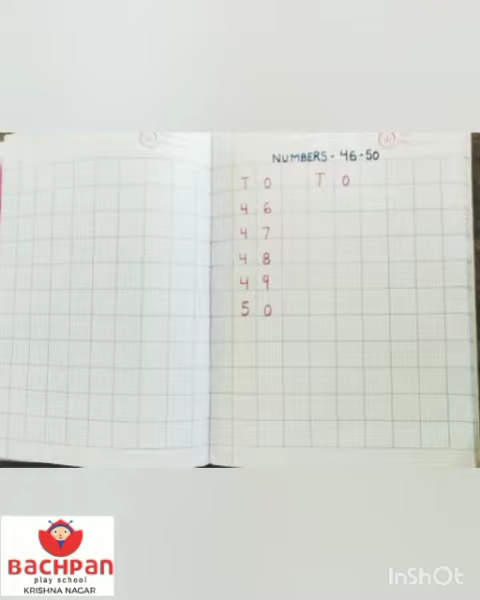 NUMBERS - 46-50
T O T O
4 6
4 7
4 8
4 9
5 0
BACHPAN
play school
KRISHNA NAGAR
InShOt